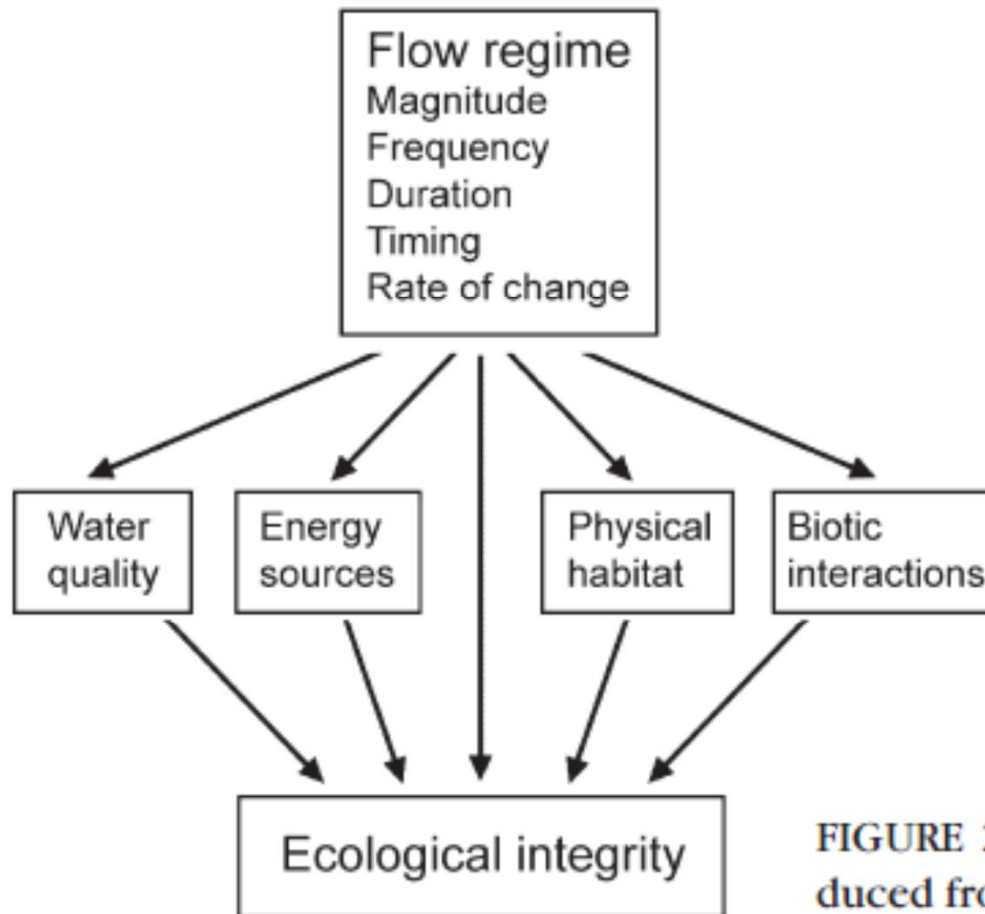 Flow regime
Magnitude
Frequency
Duration
Timing
Rate of change
Water
quality
Energy
sources
Physical
habitat
Biotic
interactions
Ecological integrity
FIGURE
duced